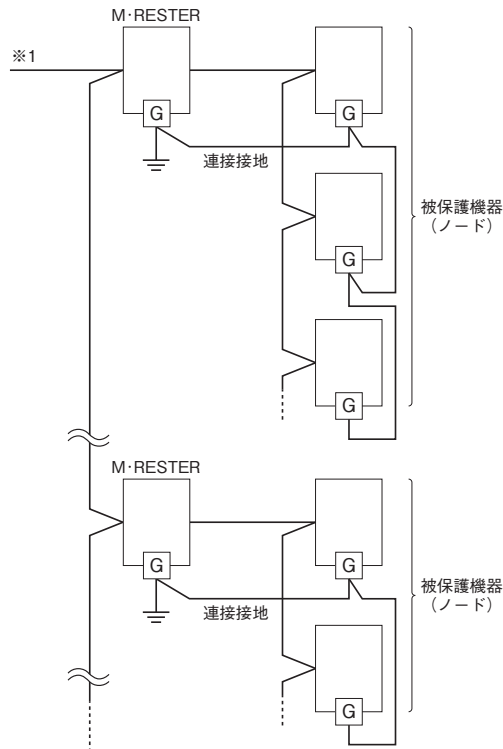 M・RESTER
※1
G
G
連接接地
G
被保護機器
（ノード）
G
M・RESTER
G
G
連接接地
被保護機器
（ノード）
G